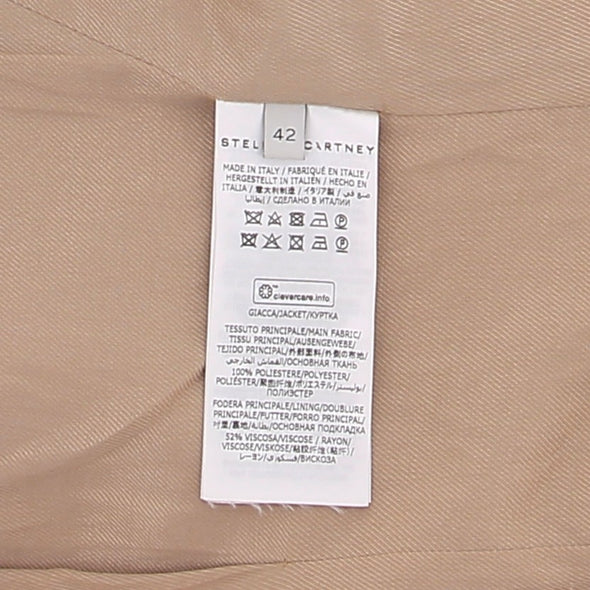 42
STELLA McCARTNEY
MADE IN ITALY / FABRIQUÉ EN ITALIE /
HERGESTELLT IN ITALIEN / HECHO EN
ITALIA / 意大利制造 / イタリア製 / صنع في
إيطاليا / СДЕЛАНО В ИТАЛИИ
clevercare.info
GIACCA/JACKET/КУРТКА
TESSUTO PRINCIPALE/MAIN FABRIC/
TISSU PRINCIPAL/AUSENGEWEBE/
TEJIDO PRINCIPAL/外部面料/外側の布地/
القماش الخارجي/ОСНОВНАЯ ТКАНЬ
100% POLIESTERE/POLYESTER/
POLIÉSTER/聚酯纤维/ポリエステル/بوليستر/
ПОЛИЭСТЕР
FODERA PRINCIPALE/LINING/DOUBLURE
PRINCIPALE/FUTTER/FORRO PRINCIPAL/
衬里/裏地/بطانة/ОСНОВНАЯ ПОДКЛАДКА
52% VISCOSA/VISCOSE / RAYON/
VISCOSE/VISKOSE/粘胶纤维 (粘纤)/
レーヨン/فسكوزي/ВИСКОЗА